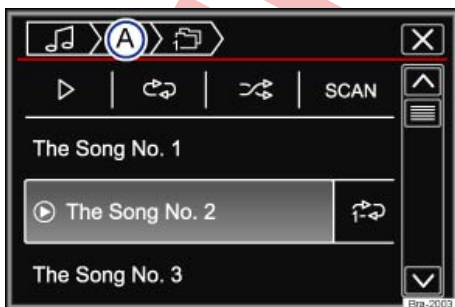 A
SCAN
The Song No. 1
The Song No. 2
The Song No. 3
Bra-2003